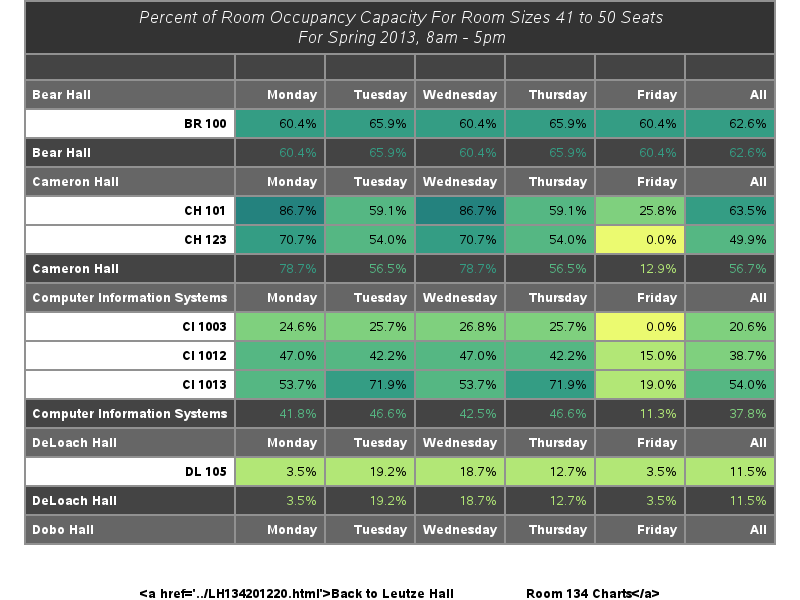 Percent of Room Occupancy Capacity For Room Sizes 41 to 50 Seats
For Spring 2013, 8am - 5pm
Bear Hall Monday Tuesday Wednesday Thursday Friday All
BR 100 60.4% 65.9% 60.4% 65.9% 60.4% 62.6%
Bear Hall 60.4% 65.9% 60.4% 65.9% 60.4% 62.6%
Cameron Hall Monday Tuesday Wednesday Thursday Friday All
CH 101 86.7% 59.1% 86.7% 59.1% 25.8% 63.5%
CH 123 70.7% 54.0% 70.7% 54.0% 0.0% 49.9%
Cameron Hall 78.7% 56.5% 78.7% 56.5% 12.9% 56.7%
Computer Information Systems Monday Tuesday Wednesday Thursday Friday All
CI 1003 24.6% 25.7% 26.8% 25.7% 0.0% 20.6%
CI 1012 47.0% 42.2% 47.0% 42.2% 15.0% 38.7%
CI 1013 53.7% 71.9% 53.7% 71.9% 19.0% 54.0%
Computer Information Systems 41.8% 46.6% 42.5% 46.6% 11.3% 37.8%
DeLoach Hall Monday Tuesday Wednesday Thursday Friday All
DL 105 3.5% 19.2% 18.7% 12.7% 3.5% 11.5%
DeLoach Hall 3.5% 19.2% 18.7% 12.7% 3.5% 11.5%
Dobo Hall Monday Tuesday Wednesday Thursday Friday All
<a href='../LH134201220.html'>Back to Leutze Hall Room 134 Charts</a>